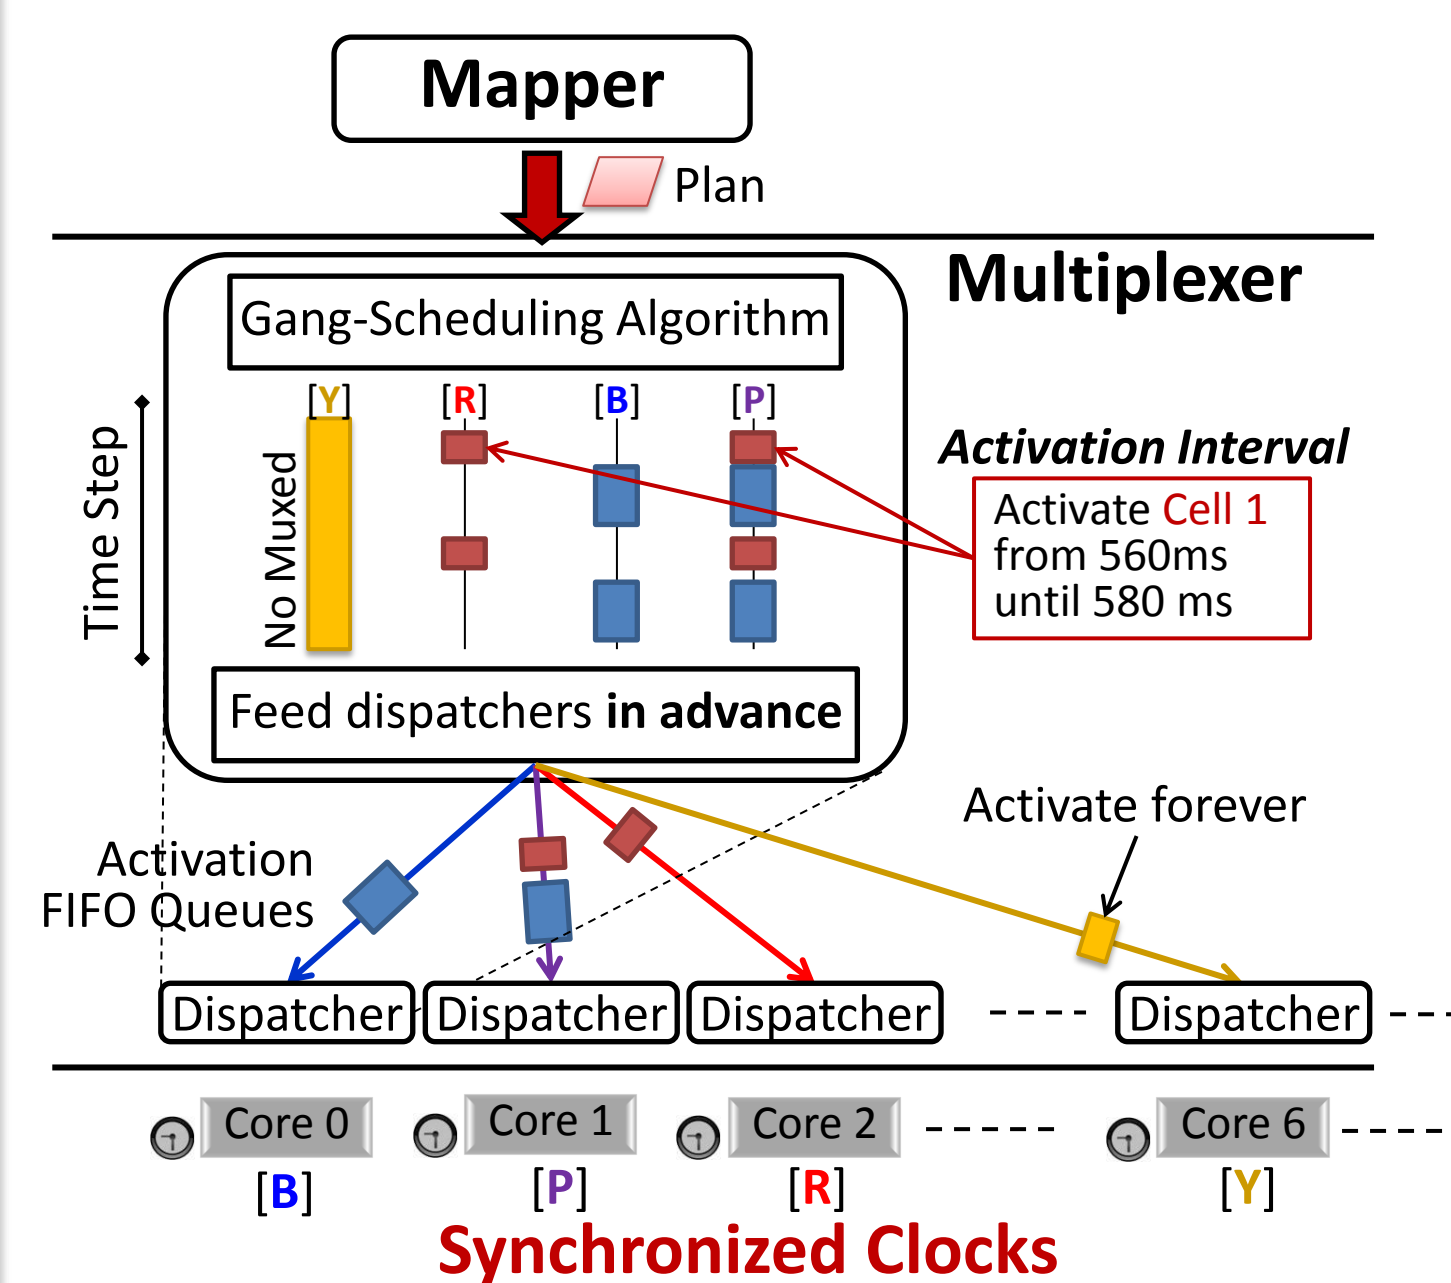 Mapper
Plan
Multiplexer
Gang-Scheduling Algorithm
[Y] [R] [B] [P]
Time Step
No Muxed
Activation Interval
Activate Cell 1
from 560ms
until 580 ms
Feed dispatchers in advance
Activate forever
Activation
FIFO Queues
Dispatcher Dispatcher Dispatcher Dispatcher
Core 0 Core 1 Core 2 Core 6
[B] [P] [R] [Y]
Synchronized Clocks